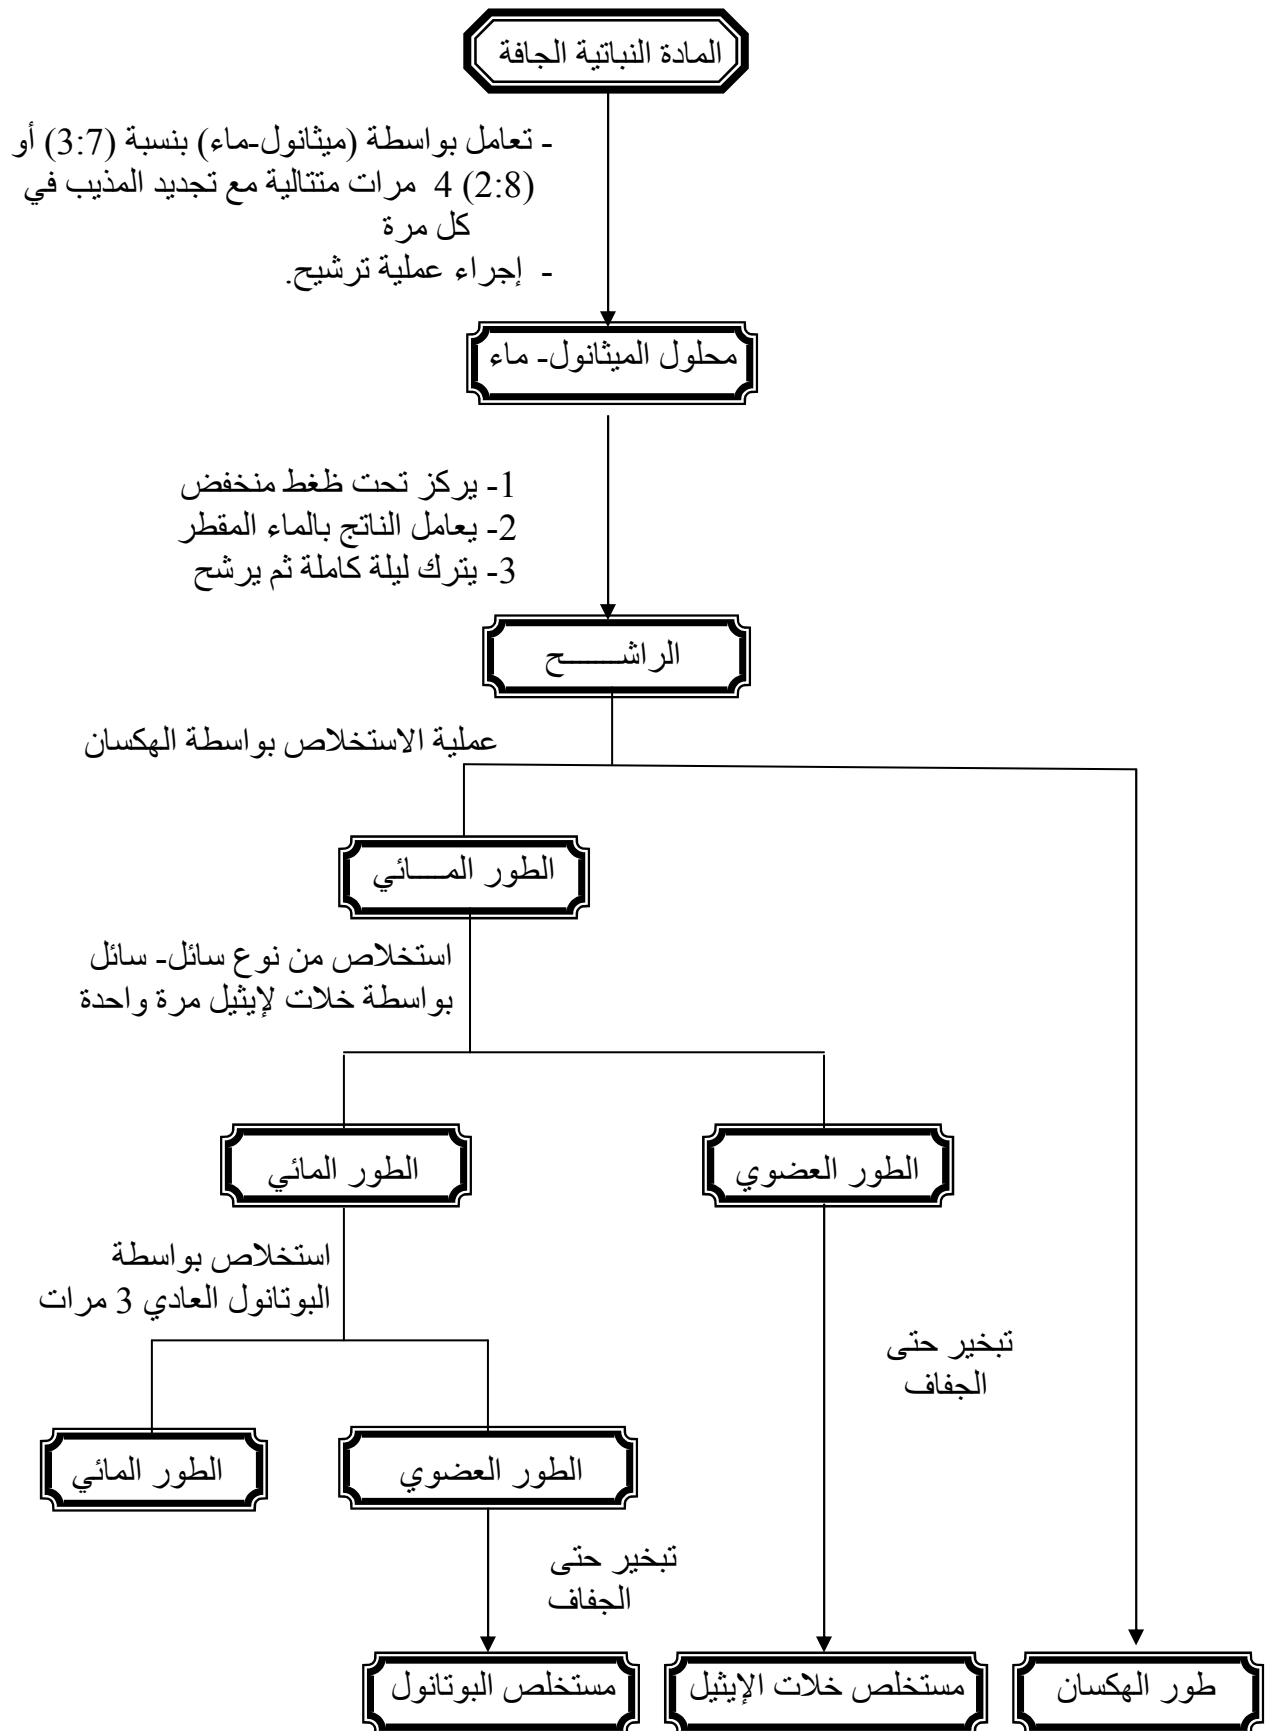 المادة النباتية الجافة
- تعامل بواسطة (ميثانول-ماء) بنسبة (3:7) أو
(2:8) 4 مرات متتالية مع تجديد المذيب في
كل مرة
- إجراء عملية ترشيح.
محلول الميثانول- ماء
1- يركز تحت ظغط منخفض
2- يعامل الناتج بالماء المقطر
3- يترك ليلة كاملة ثم يرشح
الراشـــــــح
عملية الاستخلاص بواسطة الهكسان
الطور المــــائي
استخلاص من نوع سائل- سائل
بواسطة خلات لإيثيل مرة واحدة
الطور العضوي
الطور المائي
استخلاص بواسطة
البوتانول العادي 3 مرات
تبخير حتى
الجفاف
الطور العضوي
الطور المائي
تبخير حتى
الجفاف
طور الهكسان
مستخلص خلات الإيثيل
مستخلص البوتانول